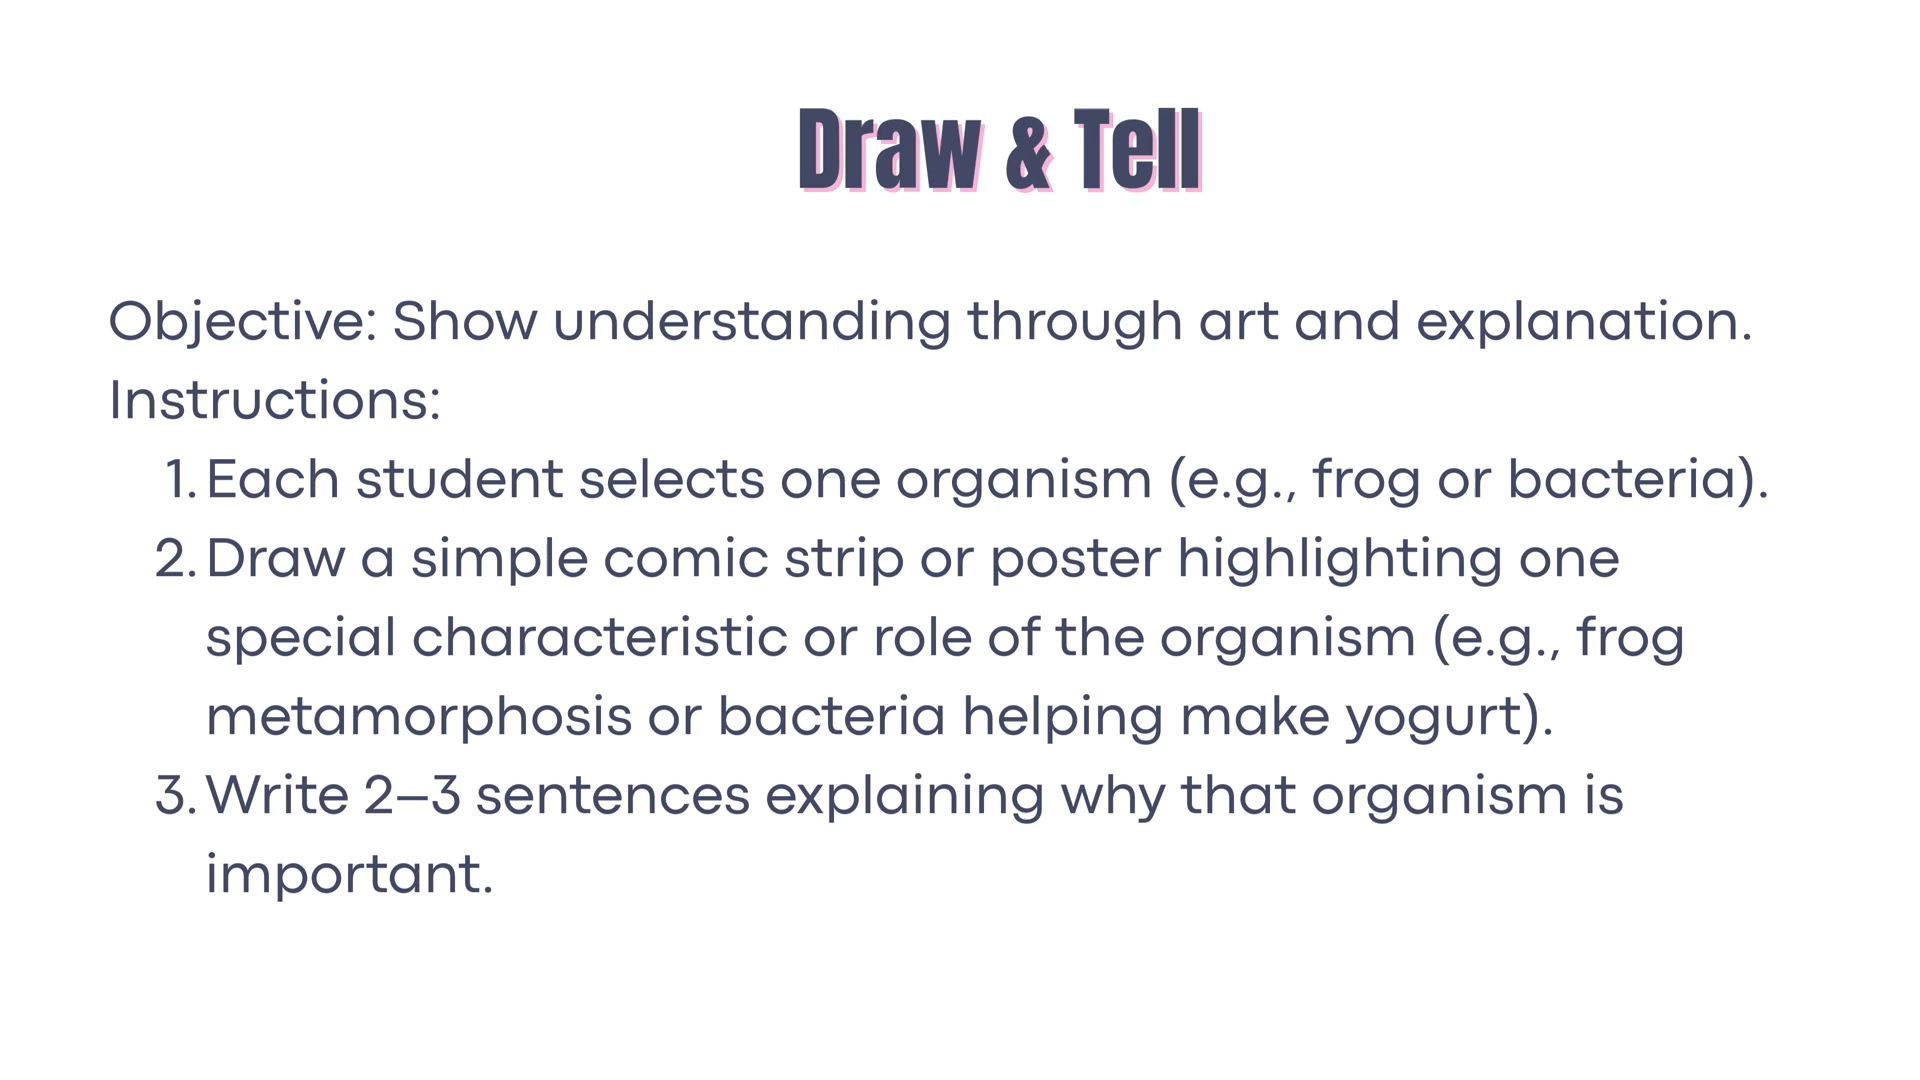 Draw & Tell
Objective: Show understanding through art and explanation.
Instructions:
1. Each student selects one organism (e.g., frog or bacteria).
2. Draw a simple comic strip or poster highlighting one
special characteristic or role of the organism (e.g., frog
metamorphosis or bacteria helping make yogurt).
3. Write 2–3 sentences explaining why that organism is
important.